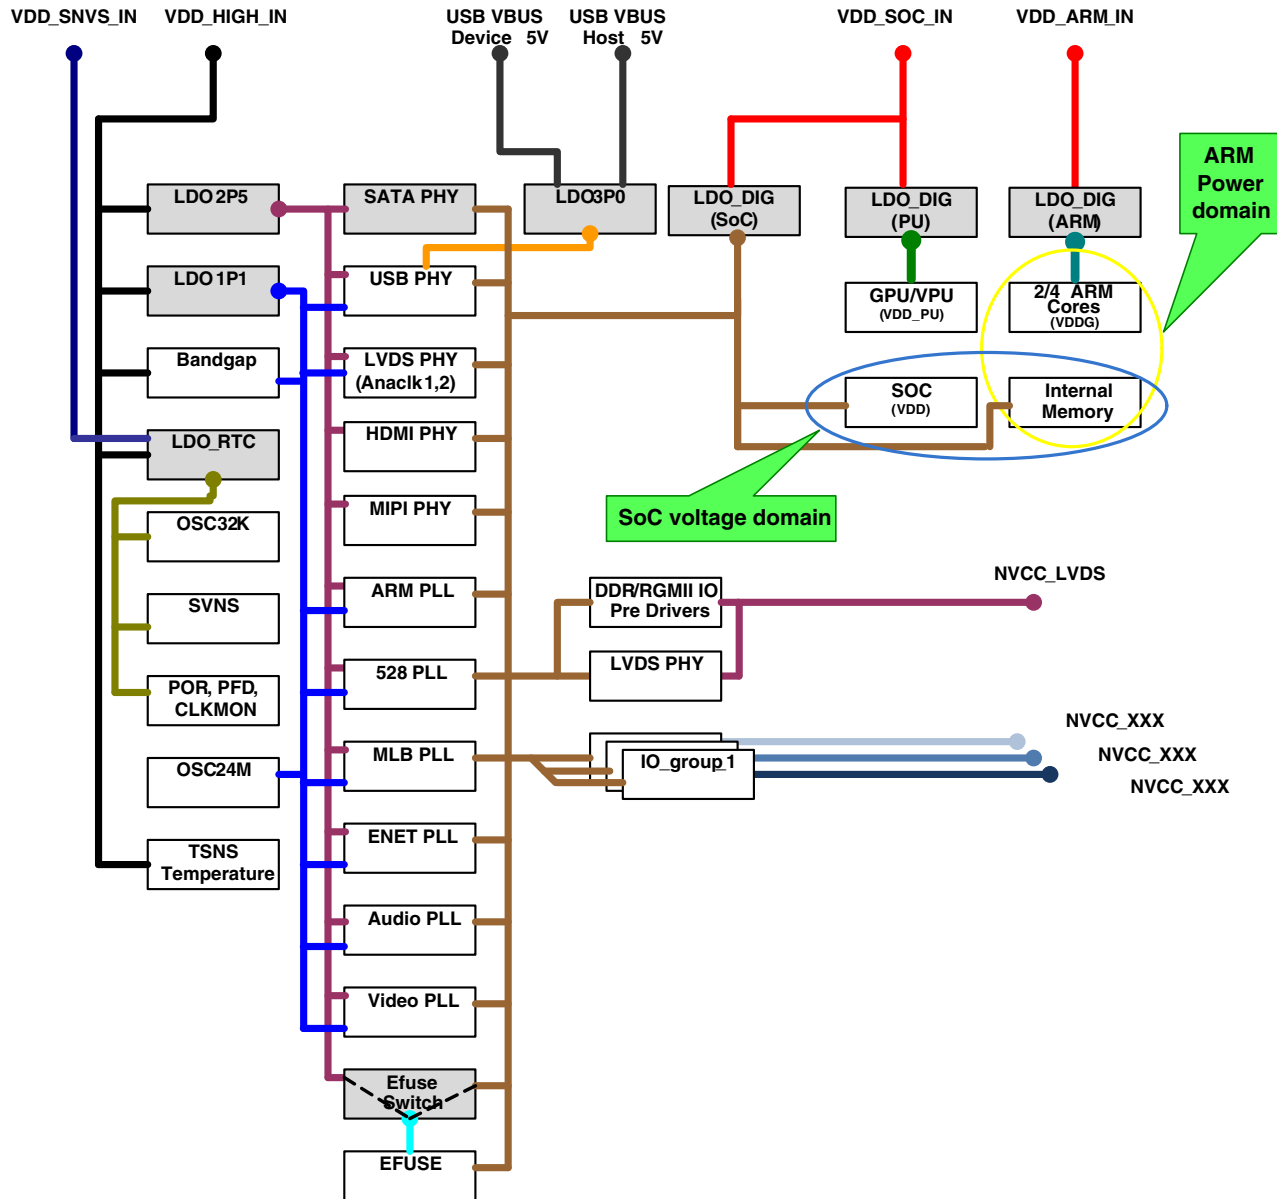 VDD_SNVS_IN
VDD_HIGH_IN
USB VBUS
Device 5V
USB VBUS
Host 5V
VDD_SOC_IN
VDD_ARM_IN
ARM
Power
domain
LDO 2P5
SATA PHY
LDO3P0
LDO_DIG
(SoC)
LDO_DIG
(PU)
LDO_DIG
(ARM)
LDO 1P1
USB PHY
GPU/VPU
(VDD_PU)
2/4 ARM
Cores
(VDDG)
Bandgap
LVDS PHY
(Anaclk1,2)
SOC
(VDD)
Internal
Memory
LDO_RTC
HDMI PHY
OSC32K
MIPI PHY
SoC voltage domain
SVNS
ARM PLL
DDR/RGMII IO
Pre Drivers
NVCC_LVDS
POR, PFD,
CLKMON
528 PLL
LVDS PHY
OSC24M
MLB PLL
IO_group_1
NVCC_XXX
NVCC_XXX
NVCC_XXX
TSNS
Temperature
ENET PLL
Audio PLL
Video PLL
Efuse
Switch
EFUSE